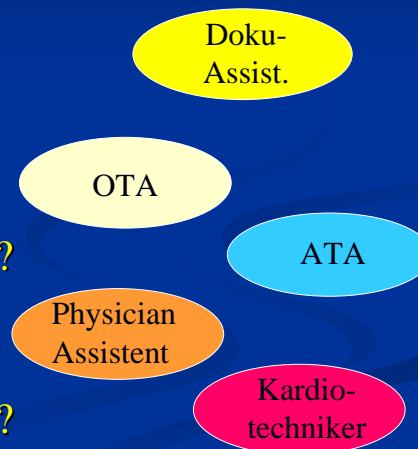 Doku-
Assist.
OTA
?
ATA
Physician
Assistent
Kardio-
techniker
?